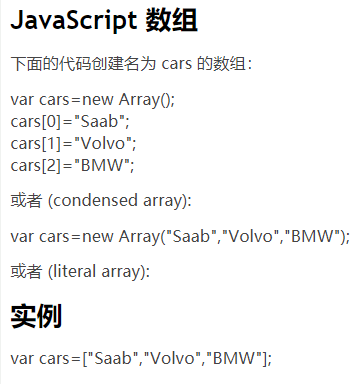 JavaScript 数组
下面的代码创建名为 cars 的数组：
var cars=new Array();
cars[0]="Saab";
cars[1]="Volvo";
cars[2]="BMW";
或者 (condensed array):
var cars=new Array("Saab","Volvo","BMW");
或者 (literal array):
实例
var cars=["Saab","Volvo","BMW"];